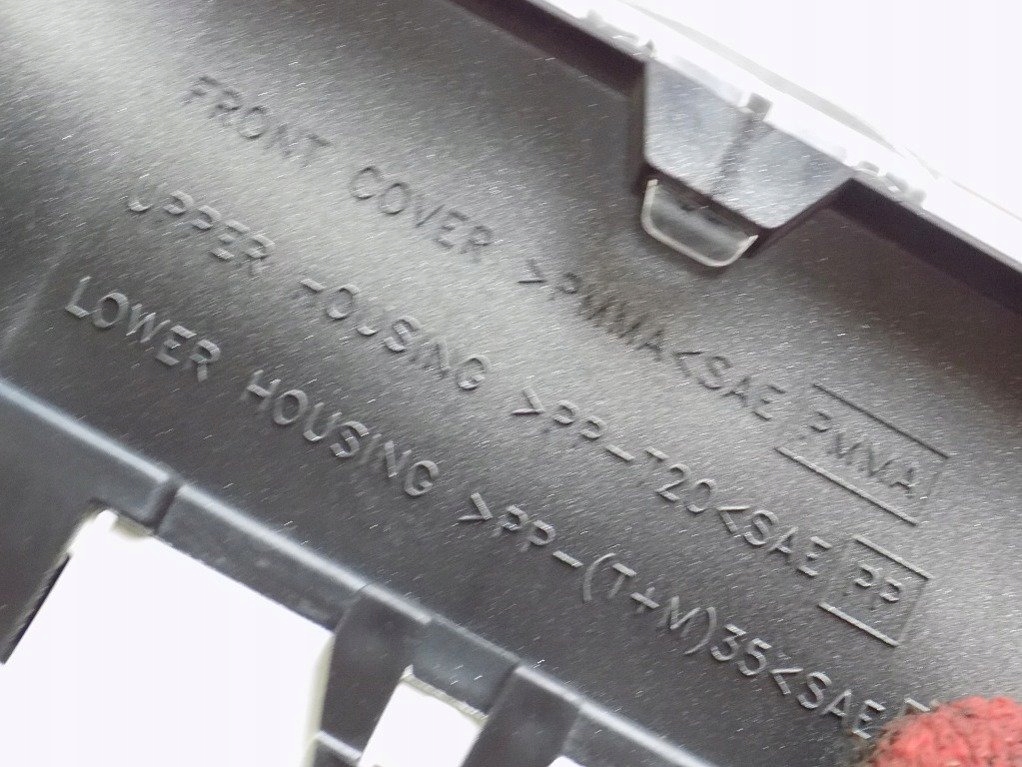 FRONT COVER >PMMA<SAE PMMA
UPPER HOUSING >PP-T20<SAE PP
LOWER HOUSING >PP-(T+M)35<SAE